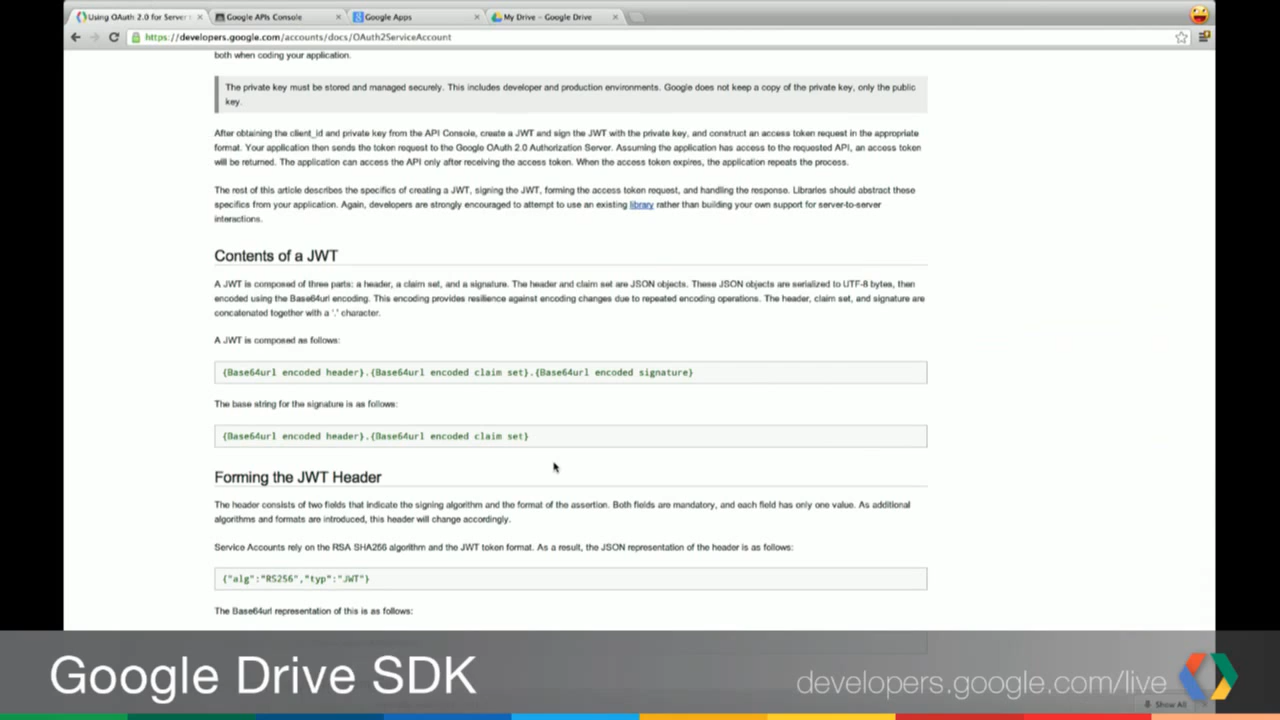 Using OAuth 2.0 for Server
Google APIs Console
Google Apps
My Drive - Google Drive
https://developers.google.com/accounts/docs/OAuth2ServiceAccount
both when coding your application.
The private key must be stored and managed securely. This includes developer and production environments. Google does not keep a copy of the private key, only the public
key.
After obtaining the client_id and private key from the API Console, create a JWT and sign the JWT with the private key, and construct an access token request in the appropriate
format. Your application then sends the token request to the Google OAuth 2.0 Authorization Server. Assuming the application has access to the requested API, an access token
will be returned. The application can access the API only after receiving the access token. When the access token expires, the application repeats the process.
The rest of this article describes the specifics of creating a JWT, signing the JWT, forming the access token request, and handling the response. Libraries should abstract these
specifics from your application. Again, developers are strongly encouraged to attempt to use an existing library rather than building your own support for server-to-server
interactions.
Contents of a JWT
A JWT is composed of three parts: a header, a claim set, and a signature. The header and claim set are JSON objects. These JSON objects are serialized to UTF-8 bytes, then
encoded using the Base64url encoding. This encoding provides resilience against encoding changes due to repeated encoding operations. The header, claim set, and signature are
concatenated together with a '.' character.
A JWT is composed as follows:
{Base64url encoded header}.{Base64url encoded claim set}.{Base64url encoded signature}
The base string for the signature is as follows:
{Base64url encoded header}.{Base64url encoded claim set}
Forming the JWT Header
The header consists of two fields that indicate the signing algorithm and the format of the assertion. Both fields are mandatory, and each field has only one value. As additional
algorithms and formats are introduced, this header will change accordingly.
Service Accounts rely on the RSA SHA256 algorithm and the JWT token format. As a result, the JSON representation of the header is as follows:
{"alg":"RS256","typ":"JWT"}
The Base64url representation of this is as follows:
Google Drive SDK
developers.google.com/live
Show All